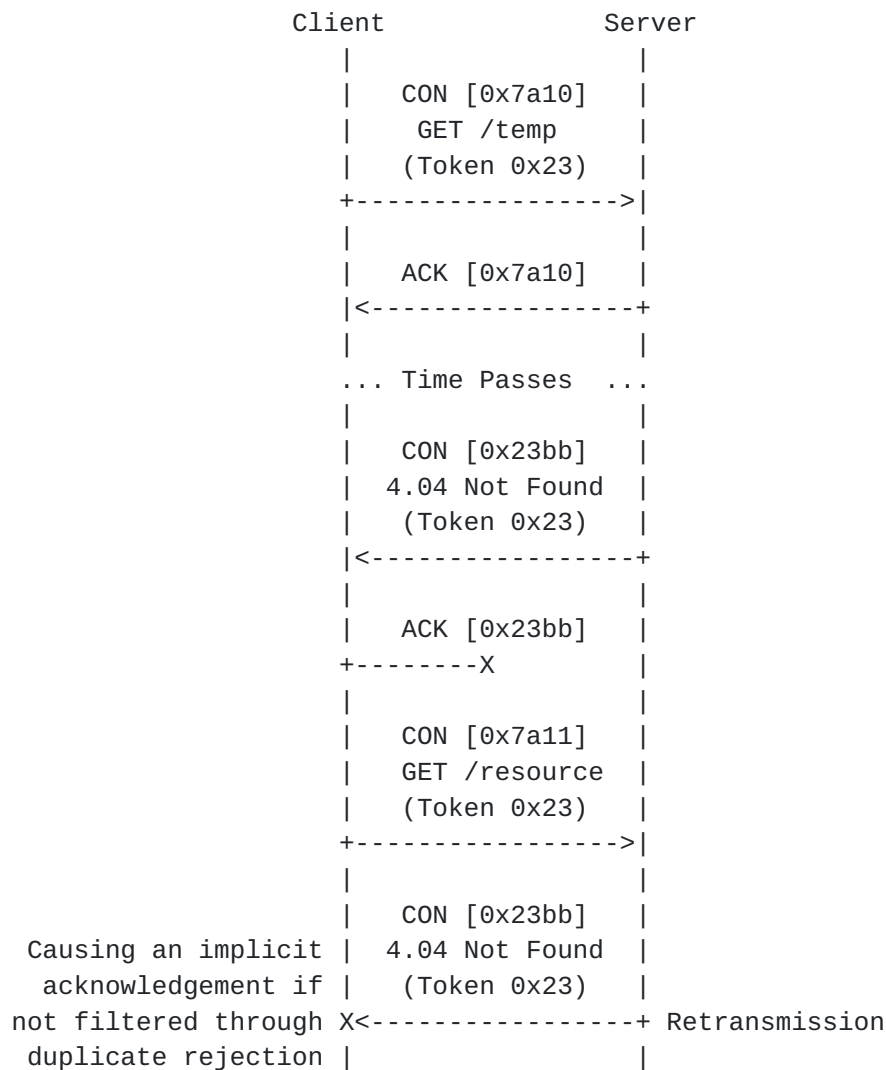 Client              Server
                     |                   |
                     |   CON [0x7a10]    |
                     |    GET /temp      |
                     |   (Token 0x23)    |
                     +------------------>|
                     |                   |
                     |   ACK [0x7a10]    |
                     |<------------------+
                     |                   |
                     ... Time Passes  ...
                     |                   |
                     |   CON [0x23bb]    |
                     |  4.04 Not Found   |
                     |   (Token 0x23)    |
                     |<------------------+
                     |                   |
                     |   ACK [0x23bb]    |
                     +--------X          |
                     |                   |
                     |   CON [0x7a11]    |
                     |   GET /resource   |
                     |   (Token 0x23)    |
                     +------------------>|
                     |                   |
                     |   CON [0x23bb]    |
 Causing an implicit |  4.04 Not Found   |
  acknowledgement if |   (Token 0x23)    |
not filtered through X<------------------+ Retransmission
 duplicate rejection |                   |